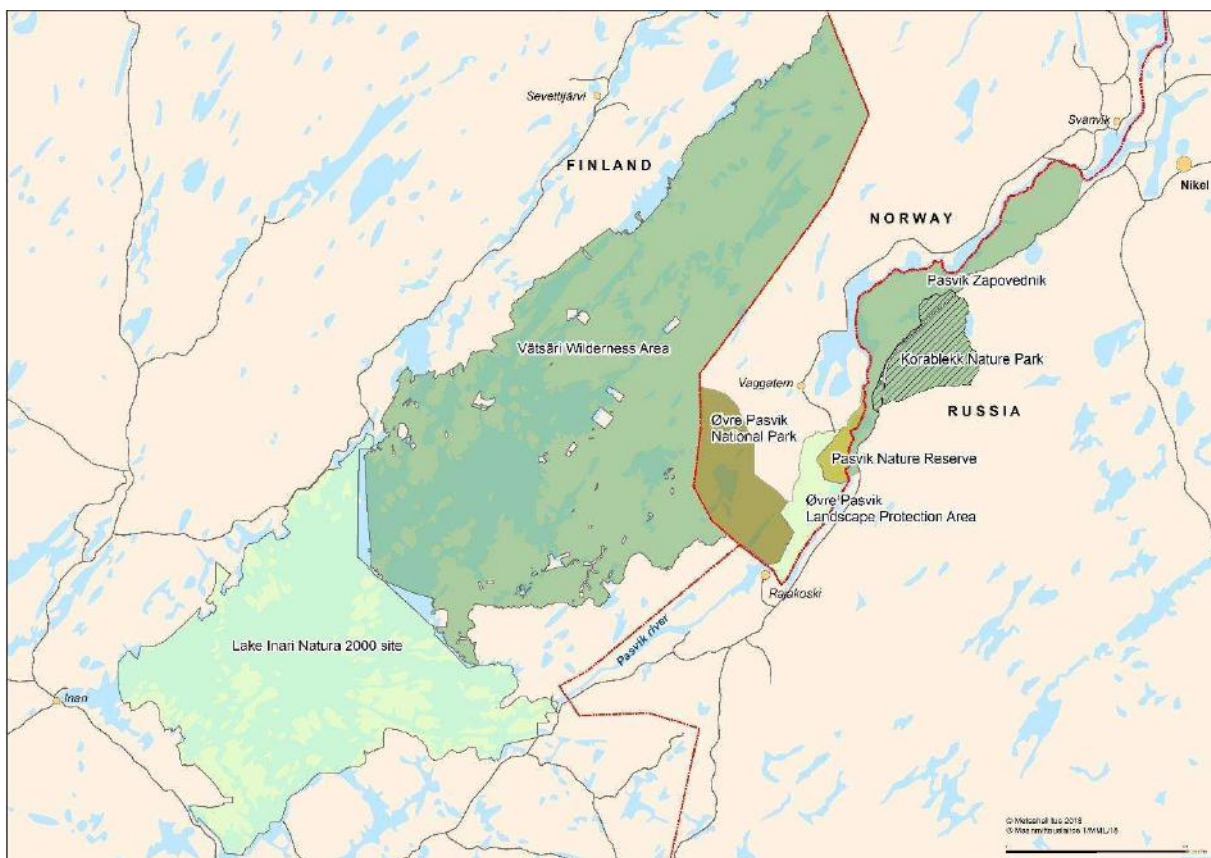 Sevettijärvi
FINLAND
Svanvik
Nikel
NORWAY
Pasvik Zapovednik
Vätsäri Wilderness Area
Korablekk Nature Park
Vaggatem
RUSSIA
Øvre Pasvik
National Park
Pasvik Nature Reserve
Øvre Pasvik
Landscape Protection Area
Rajakoski
Pasvik river
Lake Inari Natura 2000 site
Inari
© Metsähallitus 2018